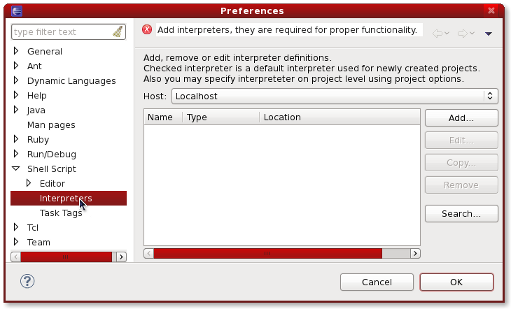 Preferences
type filter text
General
Ant
Dynamic Languages
Help
Java
Man pages
Ruby
Run/Debug
Shell Script
Editor
Interpreters
Task Tags
Tcl
Team
Add interpreters, they are required for proper functionality.
Add, remove or edit interpreter definitions.
Checked interpreter is a default interpreter used for newly created projects.
Also you may specify interpreteter on project level using project options.
Host: Localhost
Name Type Location
Add...
Edit...
Copy...
Remove
Search...
Cancel OK